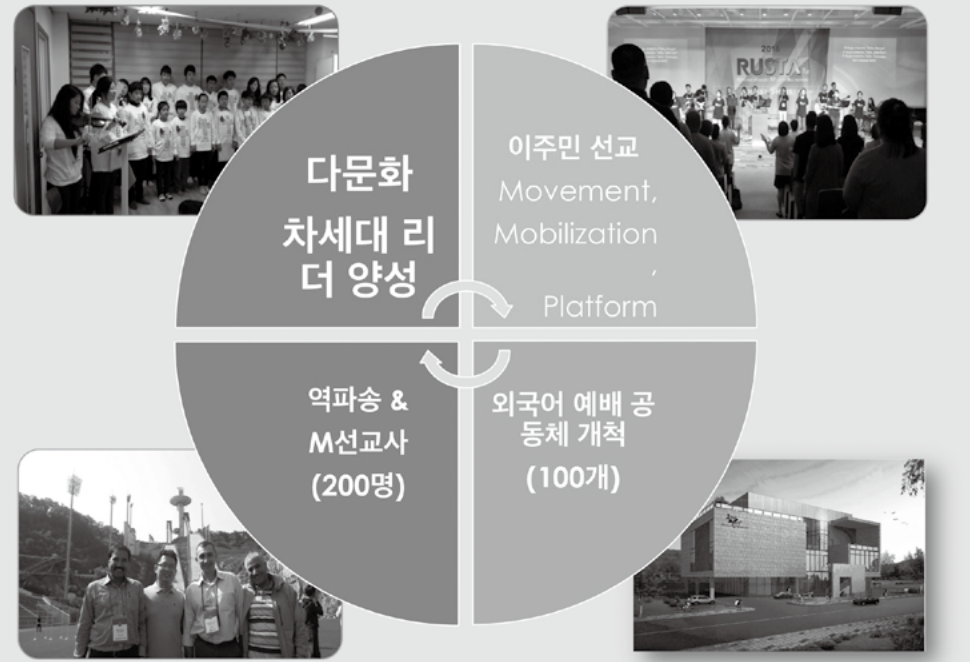 다문화
차세대 리
더 양성
이주민 선교
Movement,
Mobilization
,
Platform
역파송 &
M선교사
(200명)
외국어 예배 공
동체 개척
(100개)
2018
RUSTA